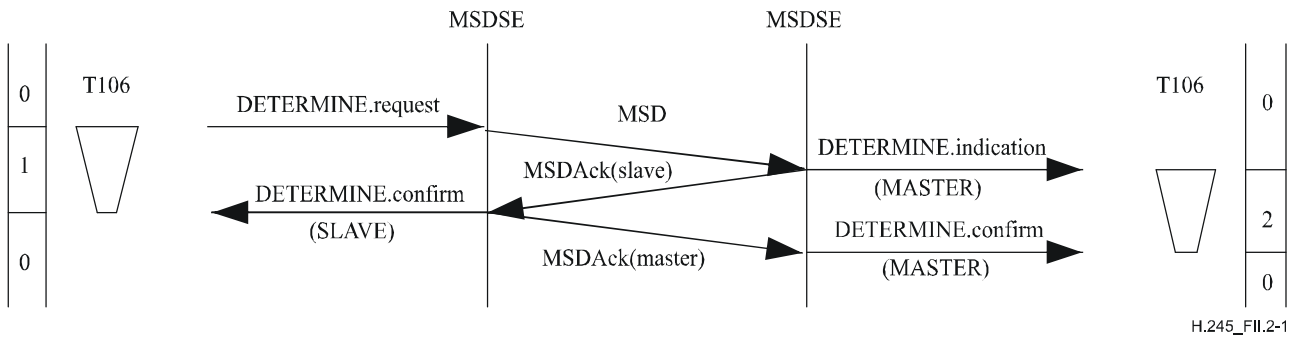 MSDSE MSDSE
T106 T106
0 0
DETERMINE.request
MSD
1
DETERMINE.indication
MSDAck(slave)
(MASTER)
DETERMINE.confirm
(SLAVE)
2
DETERMINE.confirm
MSDAck(master)
(MASTER)
0 0
H.245_FII.2-1